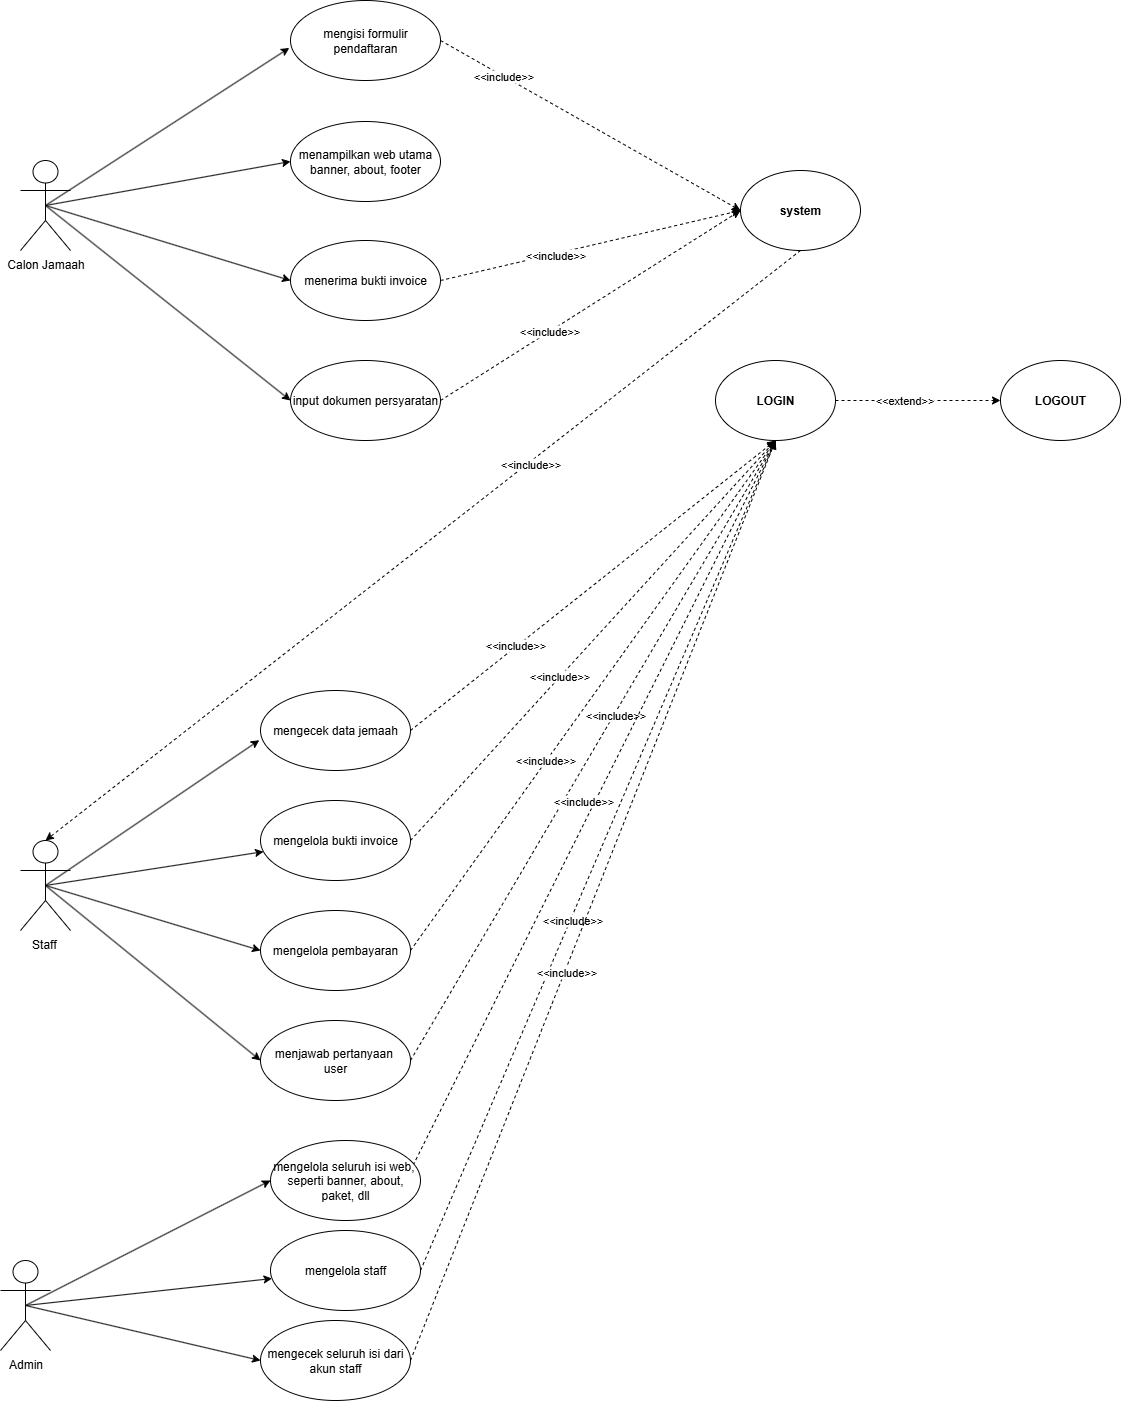 mengisi formulir
pendaftaran
<<include>>
menampilkan web utama
banner, about, footer
system
Calon Jamaah
<<include>>
menerima bukti invoice
<<include>>
input dokumen persyaratan
LOGIN
<<extend>>
LOGOUT
<<include>>
<<include>>
<<include>>
<<include>>
mengecek data jemaah
<<include>>
<<include>>
mengelola bukti invoice
<<include>>
Staff
mengelola pembayaran
<<include>>
menjawab pertanyaan
user
mengelola seluruh isi web,
seperti banner, about,
paket, dll
mengelola staff
mengecek seluruh isi dari
akun staff
Admin